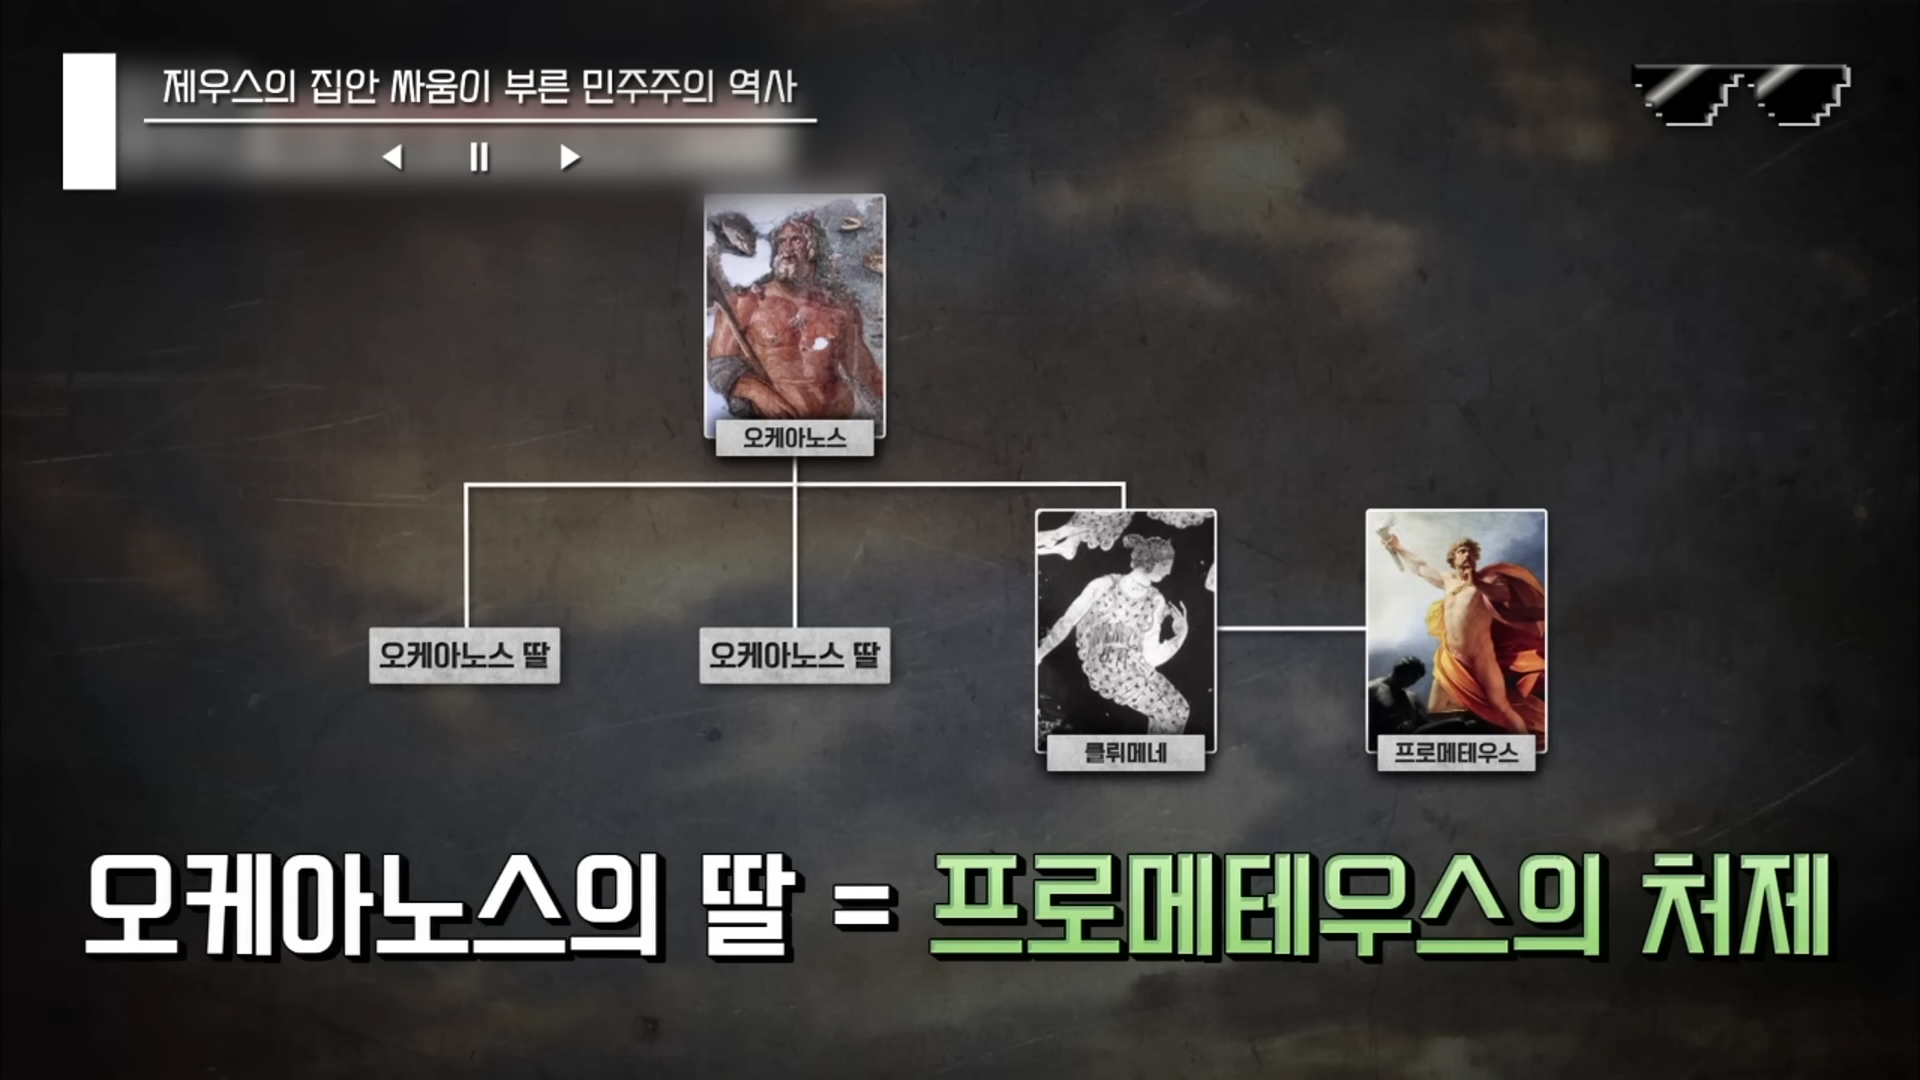 제우스의 집안 싸움이 부른 민주주의 역사
오케아노스
오케아노스 딸
오케아노스 딸
클뤼메네
프로메테우스
오케아노스의 딸 = 프로메테우스의 처제